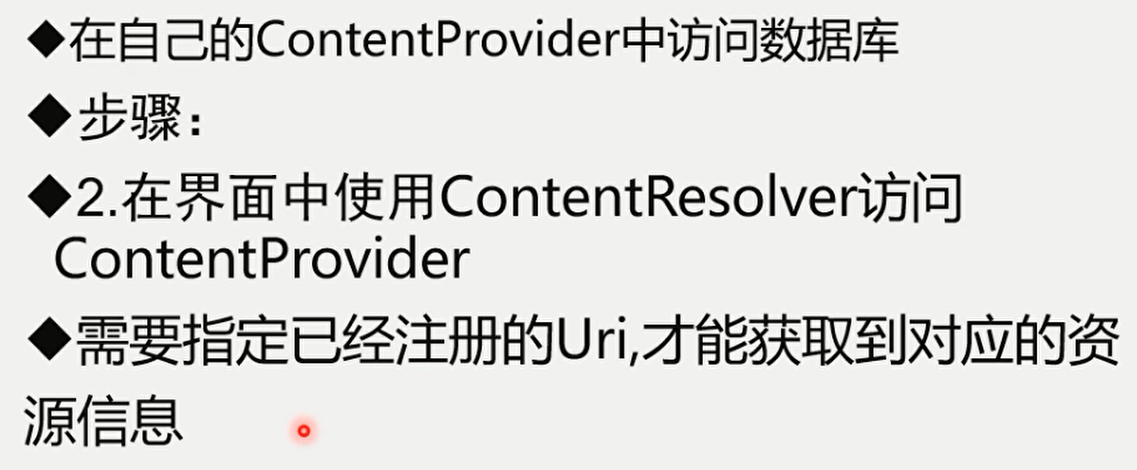 ◆在自己的ContentProvider中访问数据库
◆步骤：
◆2.在界面中使用ContentResolver访问
ContentProvider
◆需要指定已经注册的Uri,才能获取到对应的资
源信息